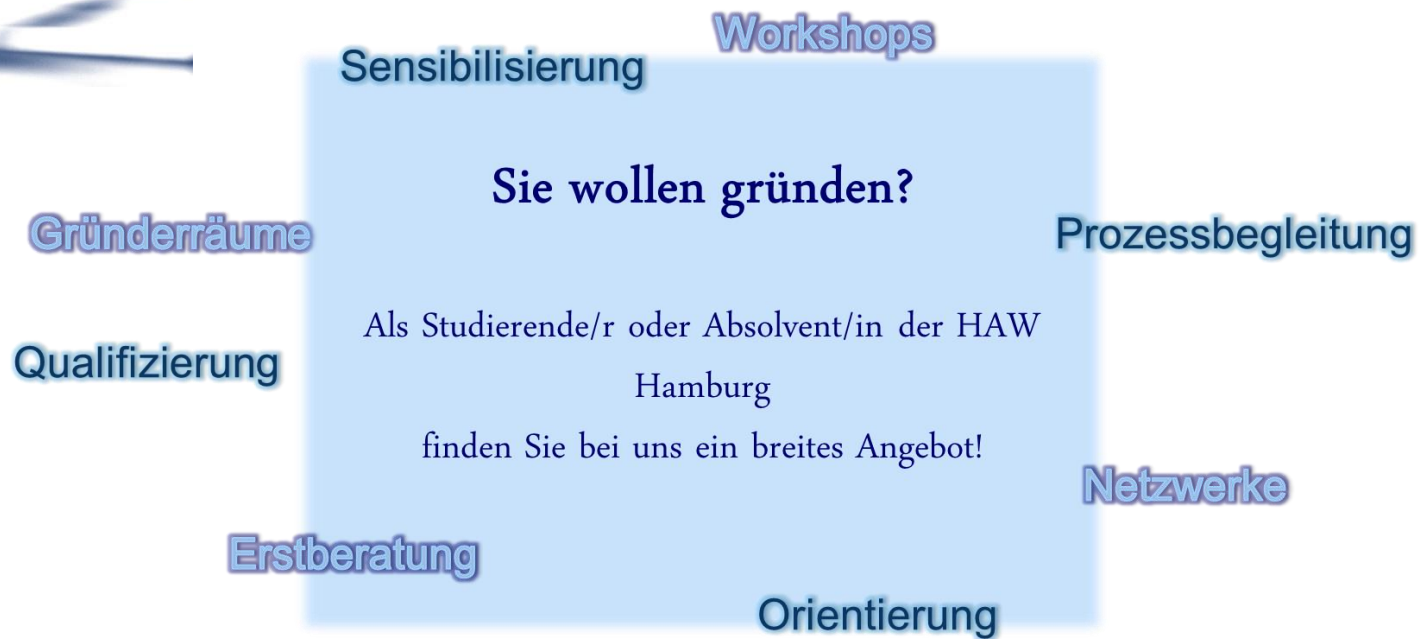 Workshops
Sensibilisierung
Sie wollen gründen?
Gründerräume
Prozessbegleitung
Als Studierende/r oder Absolvent/in der HAW
Qualifizierung
Hamburg
finden Sie bei uns ein breites Angebot!
Netzwerke
Erstberatung
Orientierung